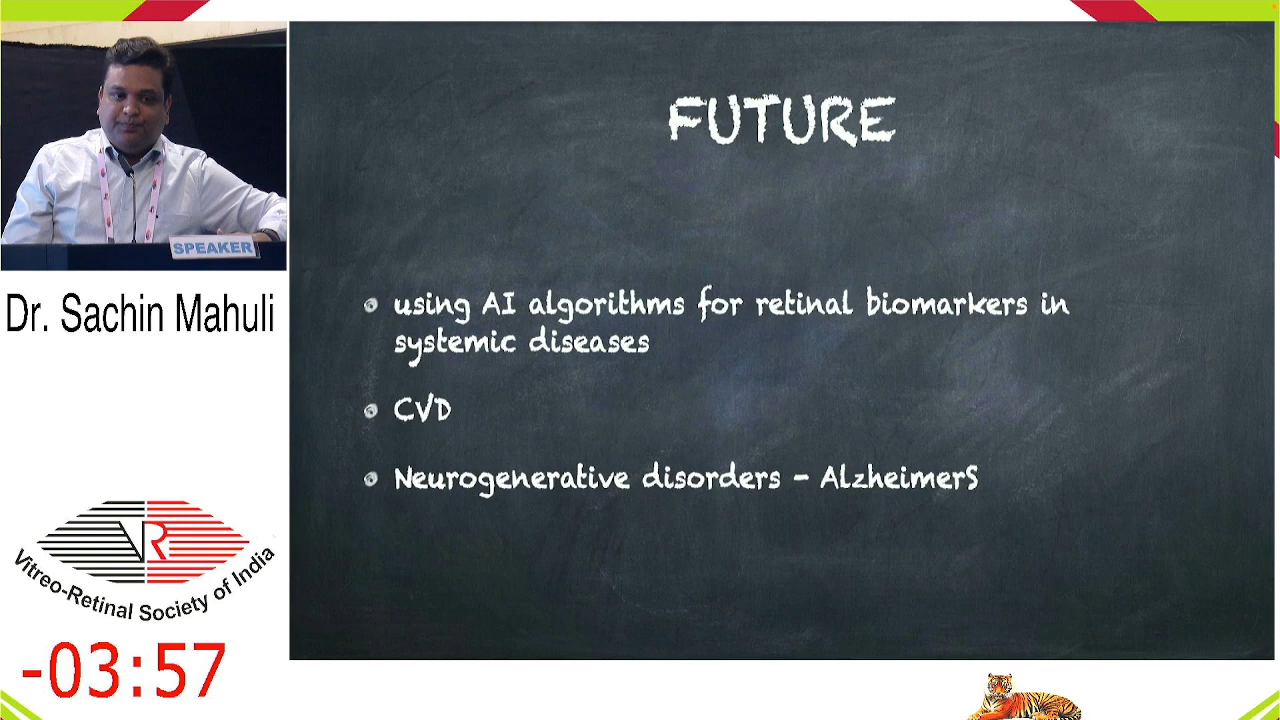 FUTURE
using AI algorithms for retinal biomarkers in
systemic diseases
CVD
Neurogenerative disorders - AlzheimerS
SPEAKER
Dr. Sachin Mahuli
VR
Vitreo-Retinal Society of India
-03:57